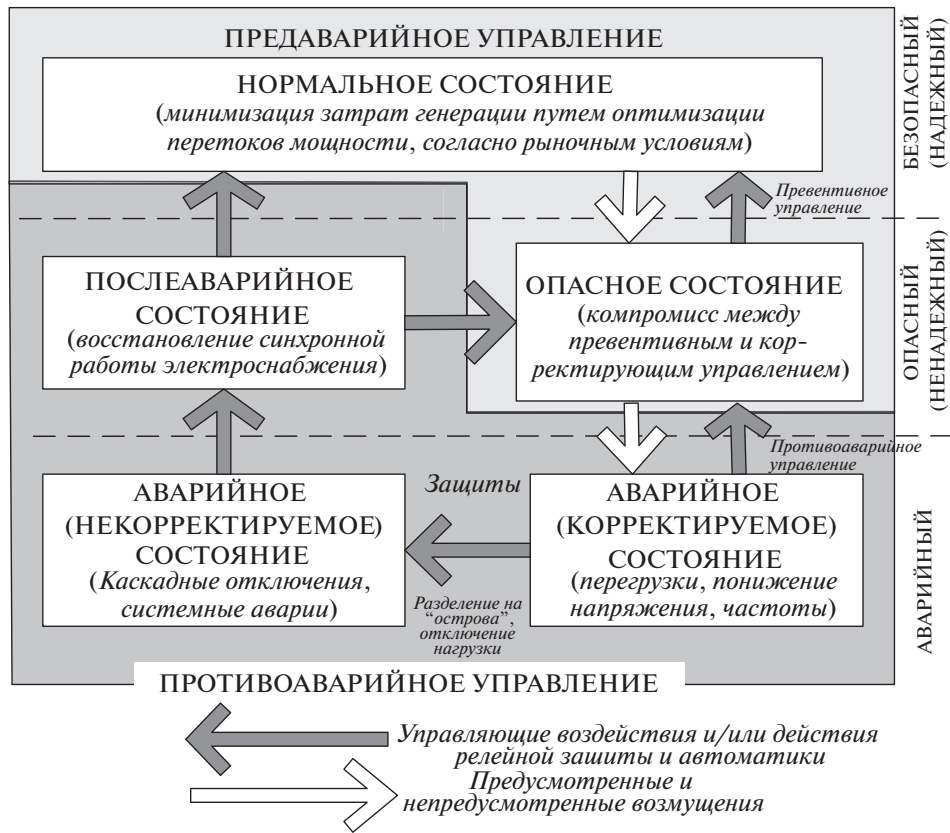 ПРЕДАВАРИЙНОЕ УПРАВЛЕНИЕ
НОРМАЛЬНОЕ СОСТОЯНИЕ
(минимизация затрат генерации путем оптимизации
перетоков мощности, согласно рыночным условиям)
БЕЗОПАСНЫЙ
(НАДЕЖНЫЙ)
Превентивное
управление
ПОСЛЕАВАРИЙНОЕ
СОСТОЯНИЕ
(восстановление синхронной
работы электроснабжения)
ОПАСНОЕ СОСТОЯНИЕ
(компромисс между
превентивным и кор-
ректирующим управлением)
ОПАСНЫЙ
(НЕНАДЕЖНЫЙ)
Противоаварийное
управление
АВАРИЙНОЕ
(НЕКОРРЕКТИРУЕМОЕ)
СОСТОЯНИЕ
(Каскадные отключения,
системные аварии)
Защиты
Разделение на
“острова”,
отключение
нагрузки
АВАРИЙНОЕ
(КОРРЕКТИРУЕМОЕ)
СОСТОЯНИЕ
(перегрузки, понижение
напряжения, частоты)
АВАРИЙНЫЙ
ПРОТИВОАВАРИЙНОЕ УПРАВЛЕНИЕ
Управляющие воздействия и/или действия
релейной зашиты и автоматики
Предусмотренные и
непредусмотренные возмущения